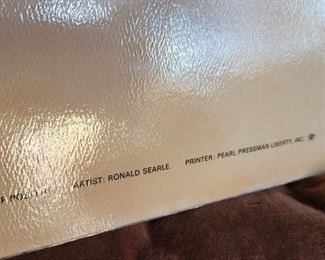 ARTIST: RONALD SEARLE. PRINTER: PEARL PRESSMAN LIBERTY, INC.